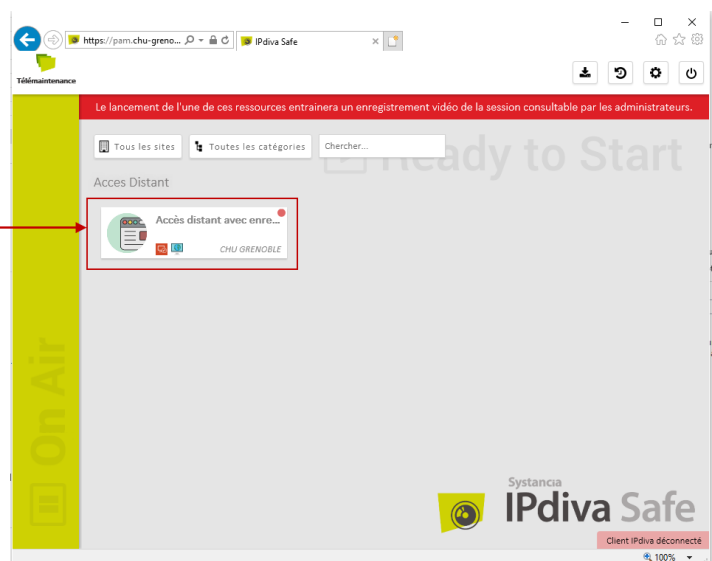 https://pam.chu-greno...
IPdiva Safe
Télémaintenance
Le lancement de l'une de ces ressources entrainera un enregistrement vidéo de la session consultable par les administrateurs.
Ready to Start
Tous les sites
Toutes les catégories
Chercher...
Acces Distant
Accès distant avec enre...
CHU GRENOBLE
On Air
Systancia
IPdiva Safe
Client IPdiva déconnecté
100%